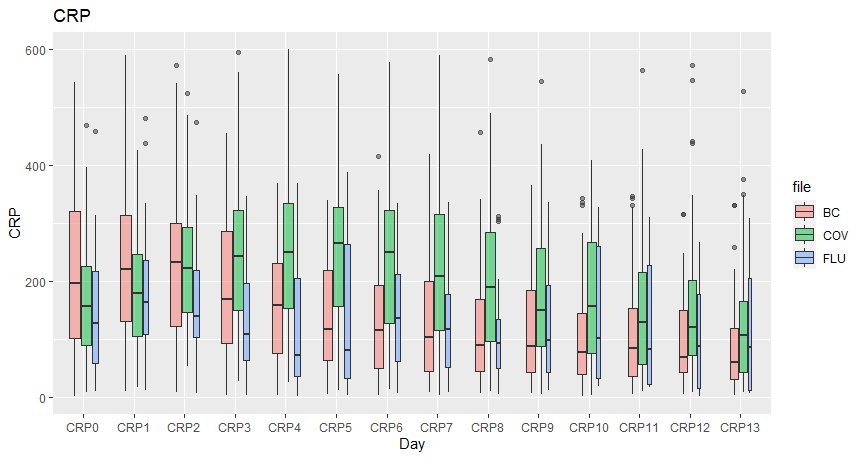 CRP
600
400
200
0
CRP
CRP0 CRP1 CRP2 CRP3 CRP4 CRP5 CRP6 CRP7 CRP8 CRP9 CRP10 CRP11 CRP12 CRP13
Day
file
BC
COV
FLU